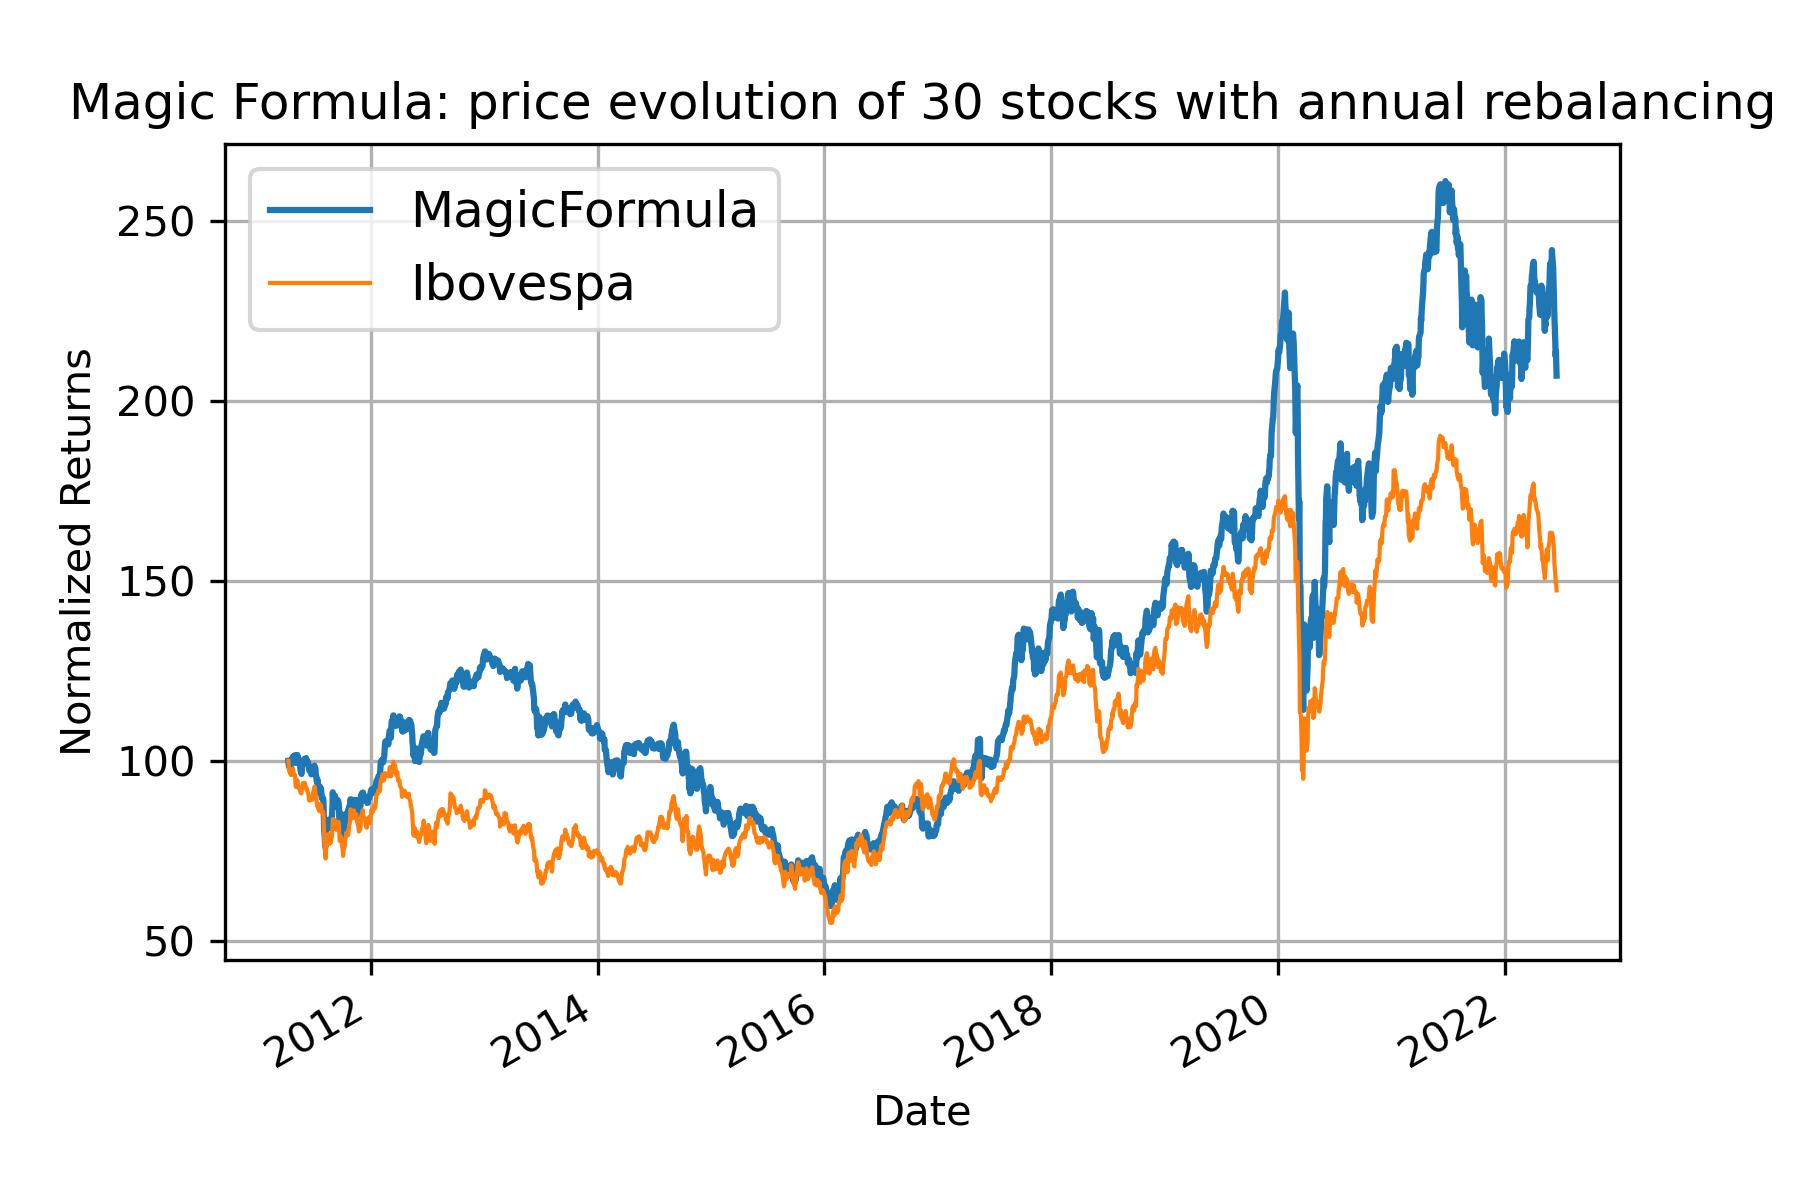 Magic Formula: price evolution of 30 stocks with annual rebalancing
MagicFormula
Ibovespa
Normalized Returns
250
200
150
100
50
2012
2014
2016
2018
2020
2022
Date